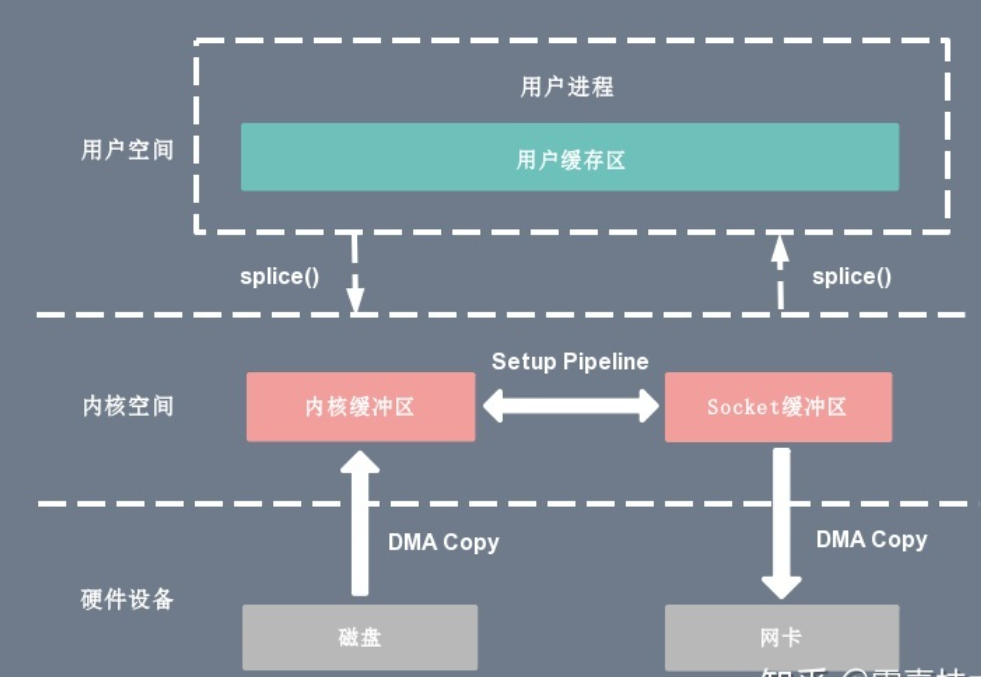 用户进程
用户空间
用户缓存区
splice()
splice()
Setup Pipeline
内核空间
内核缓冲区
Socket缓冲区
DMA Copy
DMA Copy
硬件设备
磁盘
网卡
知乎